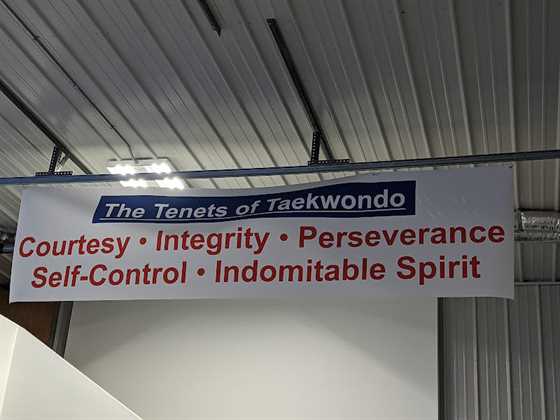 The Tenets of Taekwondo
Courtesy • Integrity • Perseverance
Self-Control • Indomitable Spirit